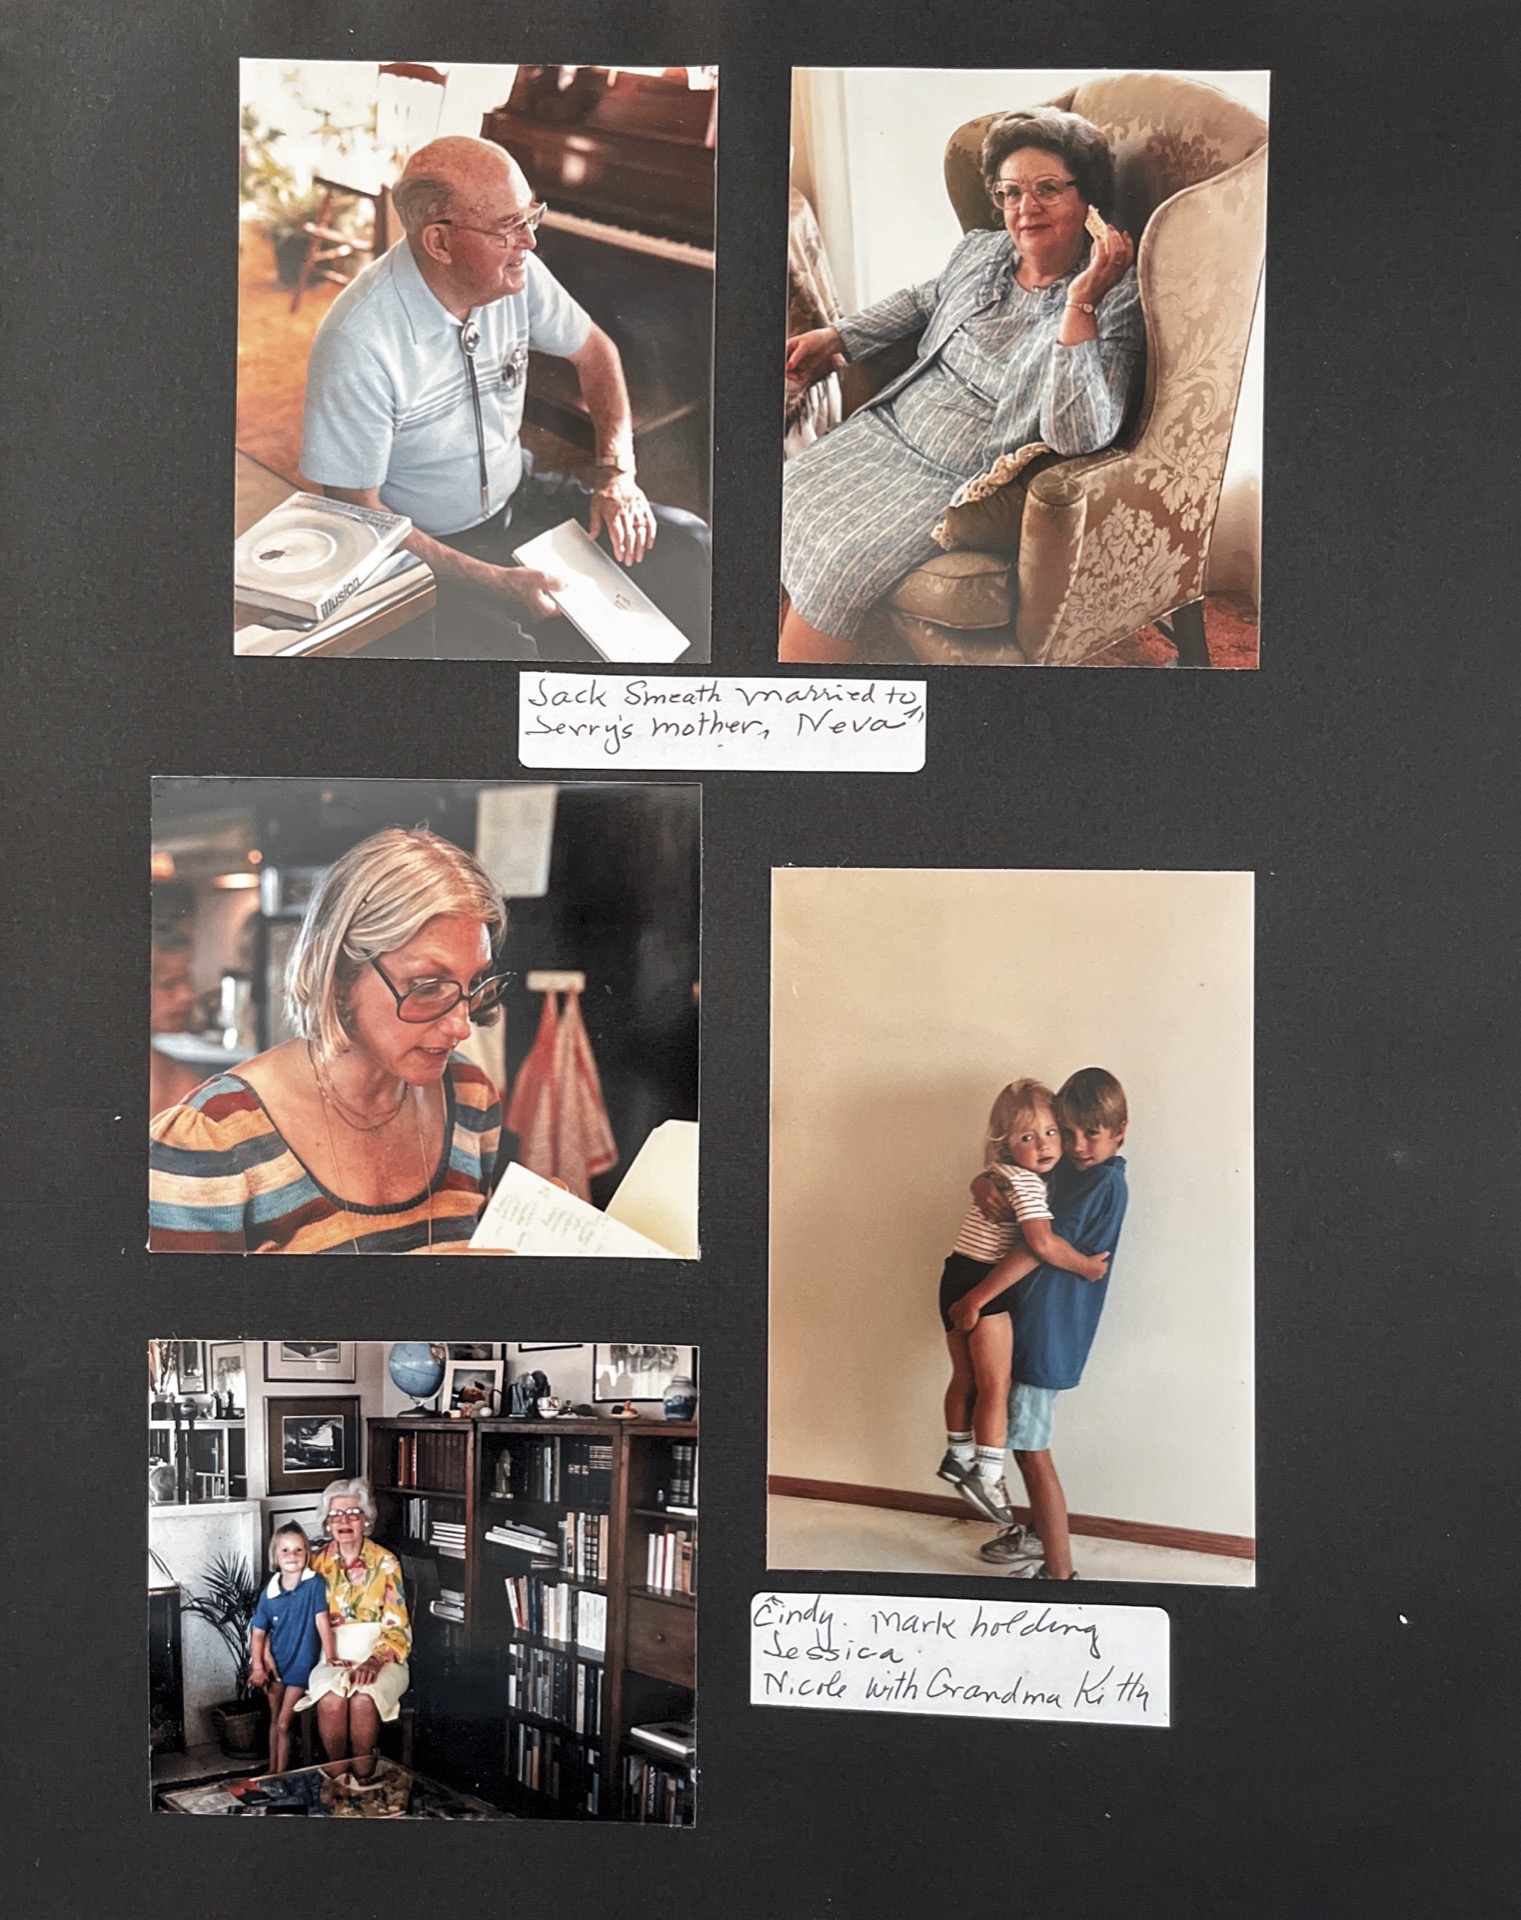 illusion
Jack Smeath married to
Jerry's mother, Neva
Cindy. Mark holding
Jessica.
Nicole with Grandma Kitty